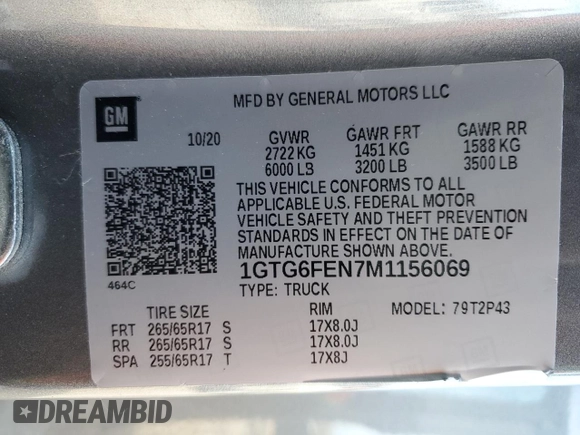 GM
MFD BY GENERAL MOTORS LLC
10/20 GVWR GAWR FRT GAWR RR
2722 KG 1451 KG 1588 KG
6000 LB 3200 LB 3500 LB
THIS VEHICLE CONFORMS TO ALL
APPLICABLE U.S. FEDERAL MOTOR
VEHICLE SAFETY AND THEFT PREVENTION
STANDARDS IN EFFECT ON THE DATE OF
MANUFACTURE SHOWN ABOVE.
464C
1GTG6FEN7M1156069
TYPE: TRUCK
TIRE SIZE RIM MODEL: 79T2P43
FRT 265/65R17 S 17X8.0J
RR 265/65R17 S 17X8.0J
SPA 255/65R17 T 17X8J
DREAMBID